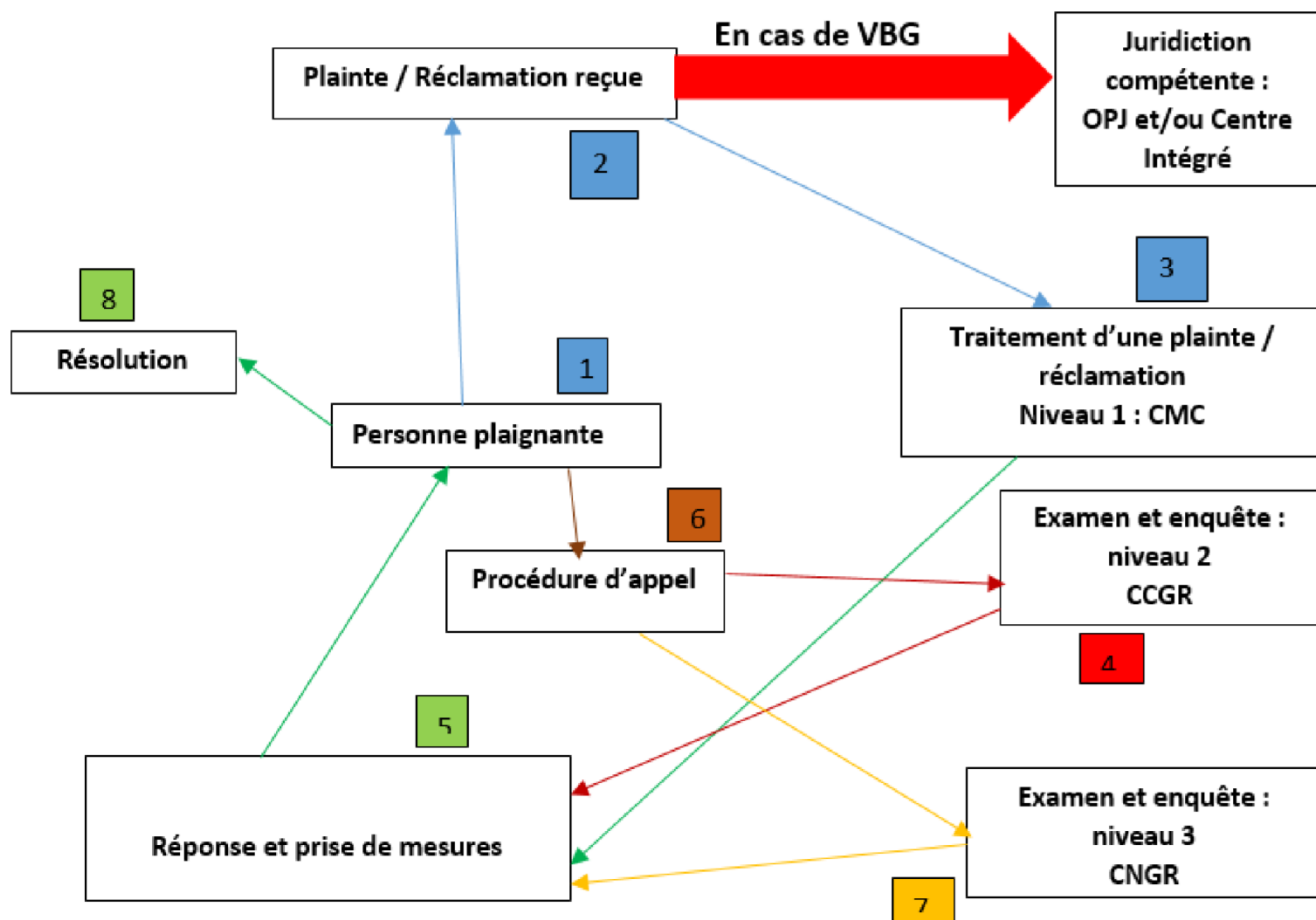 En cas de VBG
Juridiction
compétente :
OPJ et/ou Centre
Intégré
Plainte / Réclamation reçue
2
3
8
Résolution
1
Personne plaignante
Traitement d’une plainte /
réclamation
Niveau 1 : CMC
6
Procédure d’appel
Examen et enquête :
niveau 2
CCGR
4
5
Réponse et prise de mesures
Examen et enquête :
niveau 3
CNGR
7